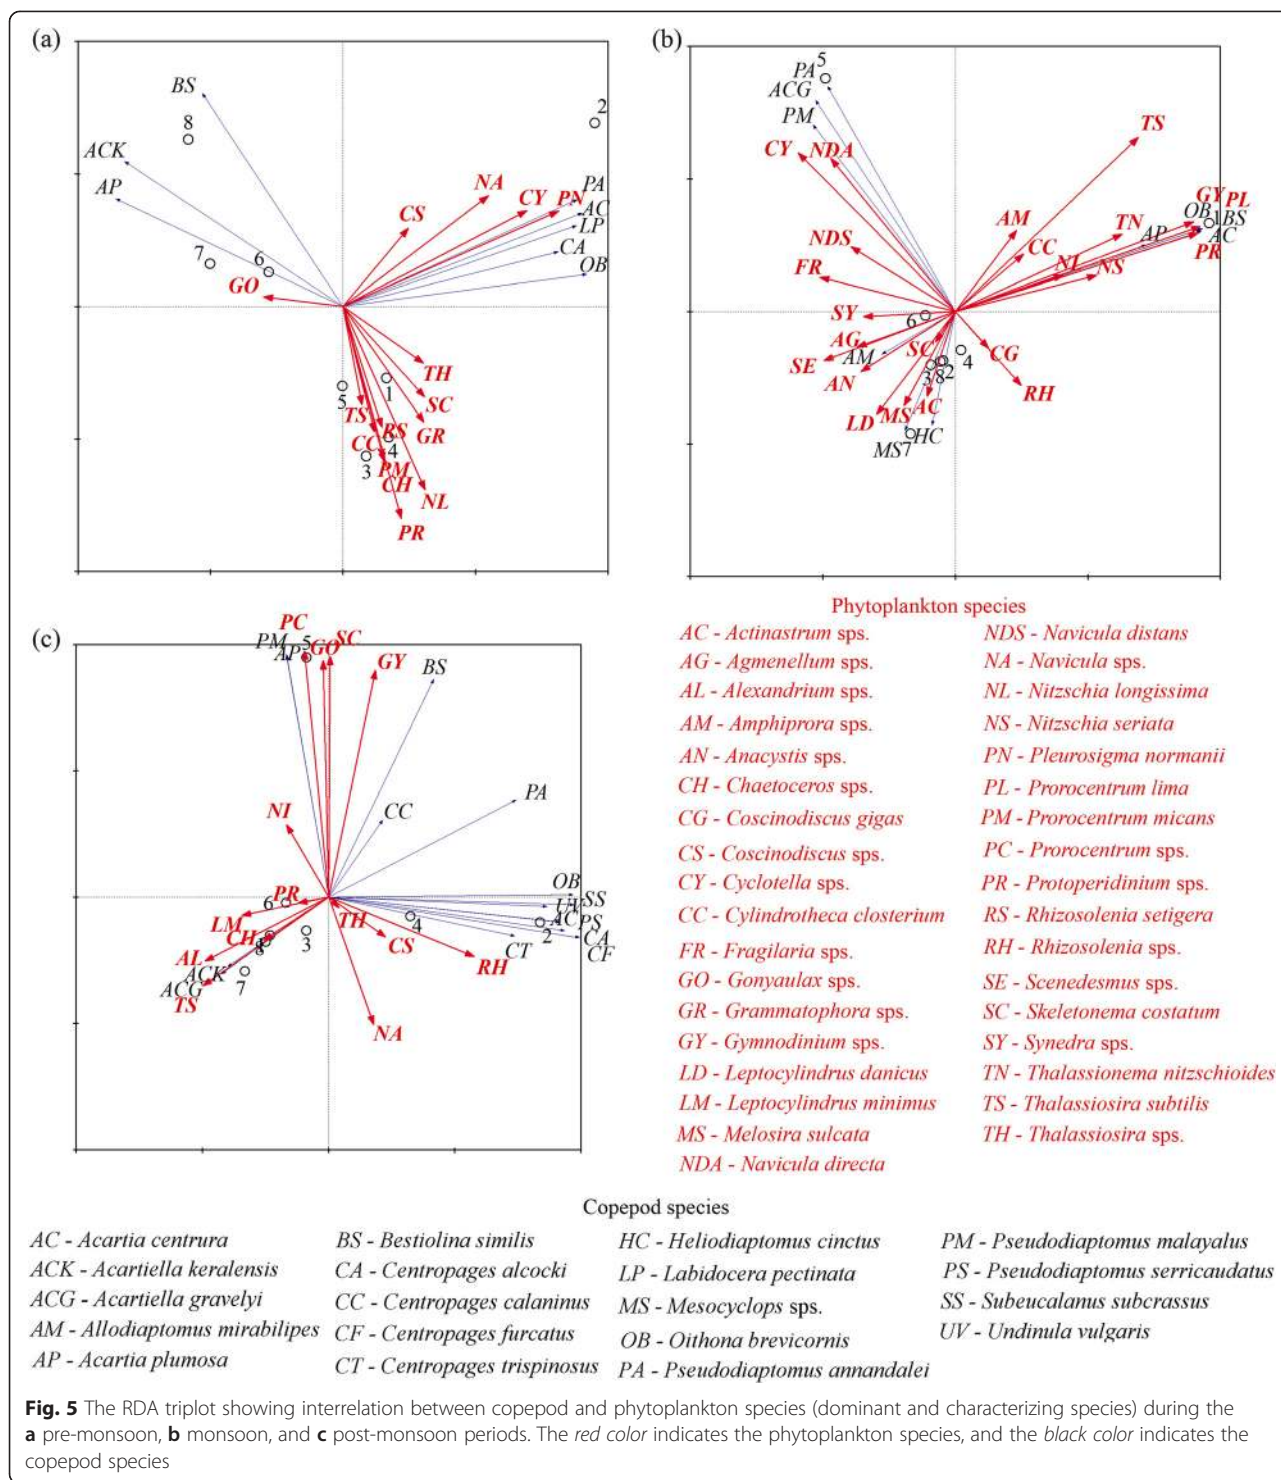 (a)
BS
8
2
ACK
AP
NA
PA
CS
CY
PN
AC
LP
CA
OB
7
6
GO
TH
5
1
TS
SC
RS
GR
CC
4
3
PM
CH
NL
PR
(b)
PA
5
ACG
PM
CY
NDA
TS
GY
PL
OB
1
BS
AM
TN
AP
AC
PR
NDS
CC
FR
NI
NS
SY
6
AG
SC
CG
SE
AM
4
AN
3
8
2
RH
LD
MS
AC
MS
7
HC
(c)
PC
SC
PM
5
GO
AP
GY
BS
NI
CC
PA
OB
SS
PR
6
UV
LM
TH
4
AC
PS
2
CH
3
CS
CA
CT
CF
AL
8
RH
ACK
ACG
7
TS
NA
Phytoplankton species
AC - Actinastrum sps.
AG - Agmenellum sps.
AL - Alexandrium sps.
AM - Amphiprora sps.
AN - Anacystis sps.
CH - Chaetoceros sps.
CG - Coscinodiscus gigas
CS - Coscinodiscus sps.
CY - Cyclotella sps.
CC - Cylindrotheca closterium
FR - Fragilaria sps.
GO - Gonyaulax sps.
GR - Grammatophora sps.
GY - Gymnodinium sps.
LD - Leptocylindrus danicus
LM - Leptocylindrus minimus
MS - Melosira sulcata
NDA - Navicula directa
NDS - Navicula distans
NA - Navicula sps.
NL - Nitzschia longissima
NS - Nitzschia seriata
PN - Pleurosigma normanii
PL - Prorocentrum lima
PM - Prorocentrum micans
PC - Prorocentrum sps.
PR - Protoperidinium sps.
RS - Rhizosolenia setigera
RH - Rhizosolenia sps.
SE - Scenedesmus sps.
SC - Skeletonema costatum
SY - Synedra sps.
TN - Thalassionema nitzschioides
TS - Thalassiosira subtilis
TH - Thalassiosira sps.
Copepod species
AC - Acartia centrura
ACK - Acartiella keralensis
ACG - Acartiella gravelyi
AM - Allodiaptomus mirabilipes
AP - Acartia plumosa
BS - Bestiolina similis
CA - Centropages alcocki
CC - Centropages calaninus
CF - Centropages furcatus
CT - Centropages trispinosus
HC - Heliodiaptomus cinctus
LP - Labidocera pectinata
MS - Mesocyclops sps.
OB - Oithona brevicornis
PA - Pseudodiaptomus annandalei
PM - Pseudodiaptomus malayalus
PS - Pseudodiaptomus serricaudatus
SS - Subeucalanus subcrassus
UV - Undinula vulgaris
Fig. 5 The RDA triplot showing interrelation between copepod and phytoplankton species (dominant and characterizing species) during the
a pre-monsoon, b monsoon, and c post-monsoon periods. The red color indicates the phytoplankton species, and the black color indicates the
copepod species